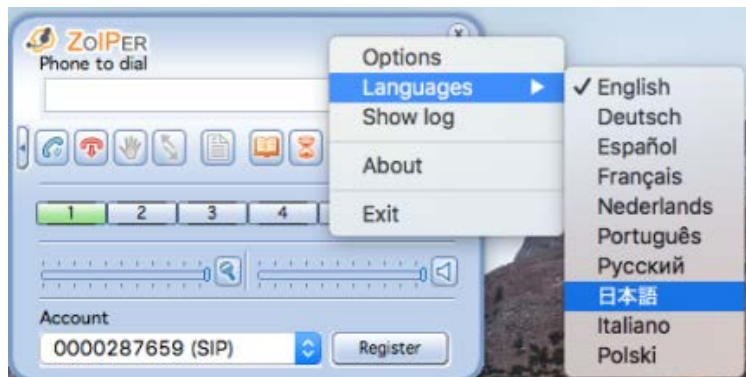 ZoIPER
Phone to dial
1 2 3 4
Account
0000287659 (SIP)
Register
Options
Languages
Show log
About
Exit
✓ English
Deutsch
Español
Français
Nederlands
Português
Русский
日本語
Italiano
Polski